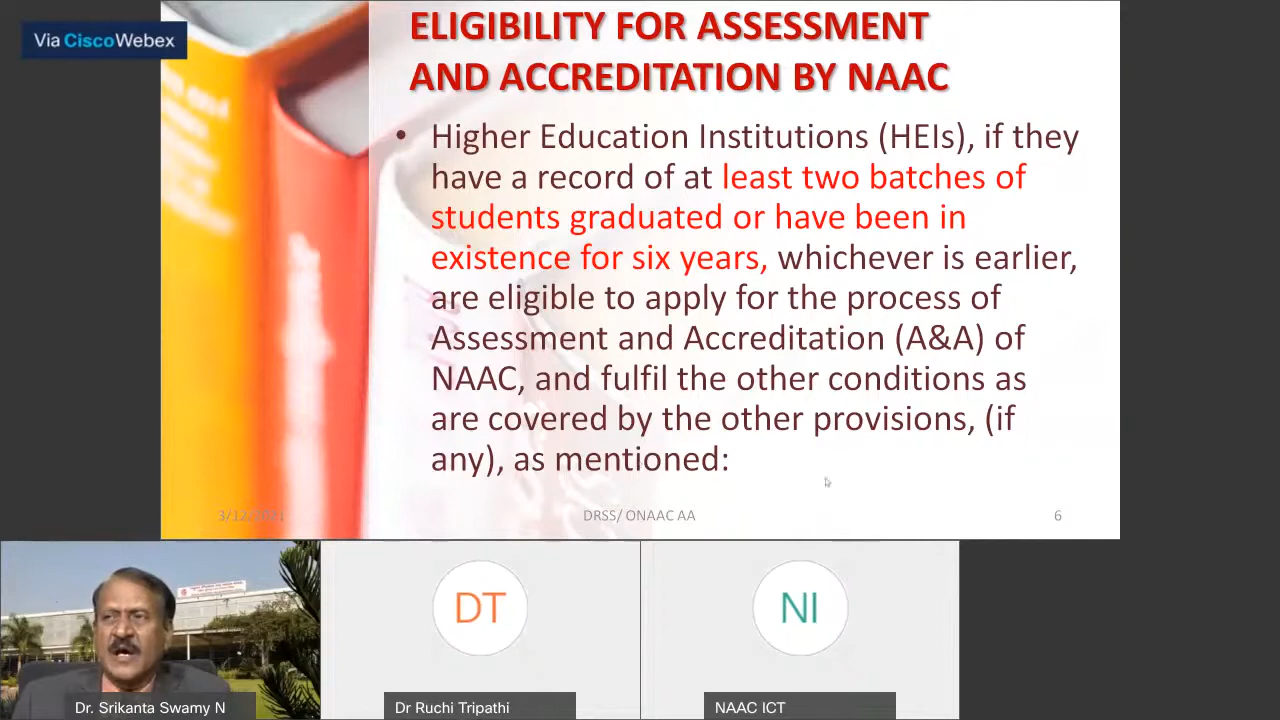 Via CiscoWebex
ELIGIBILITY FOR ASSESSMENT
AND ACCREDITATION BY NAAC
• Higher Education Institutions (HEIs), if they
have a record of at least two batches of
students graduated or have been in
existence for six years, whichever is earlier,
are eligible to apply for the process of
Assessment and Accreditation (A&A) of
NAAC, and fulfil the other conditions as
are covered by the other provisions, (if
any), as mentioned:
DRSS/ ONAAC AA
6
DT
NI
Dr. Srikanta Swamy N
Dr Ruchi Tripathi
NAAC ICT